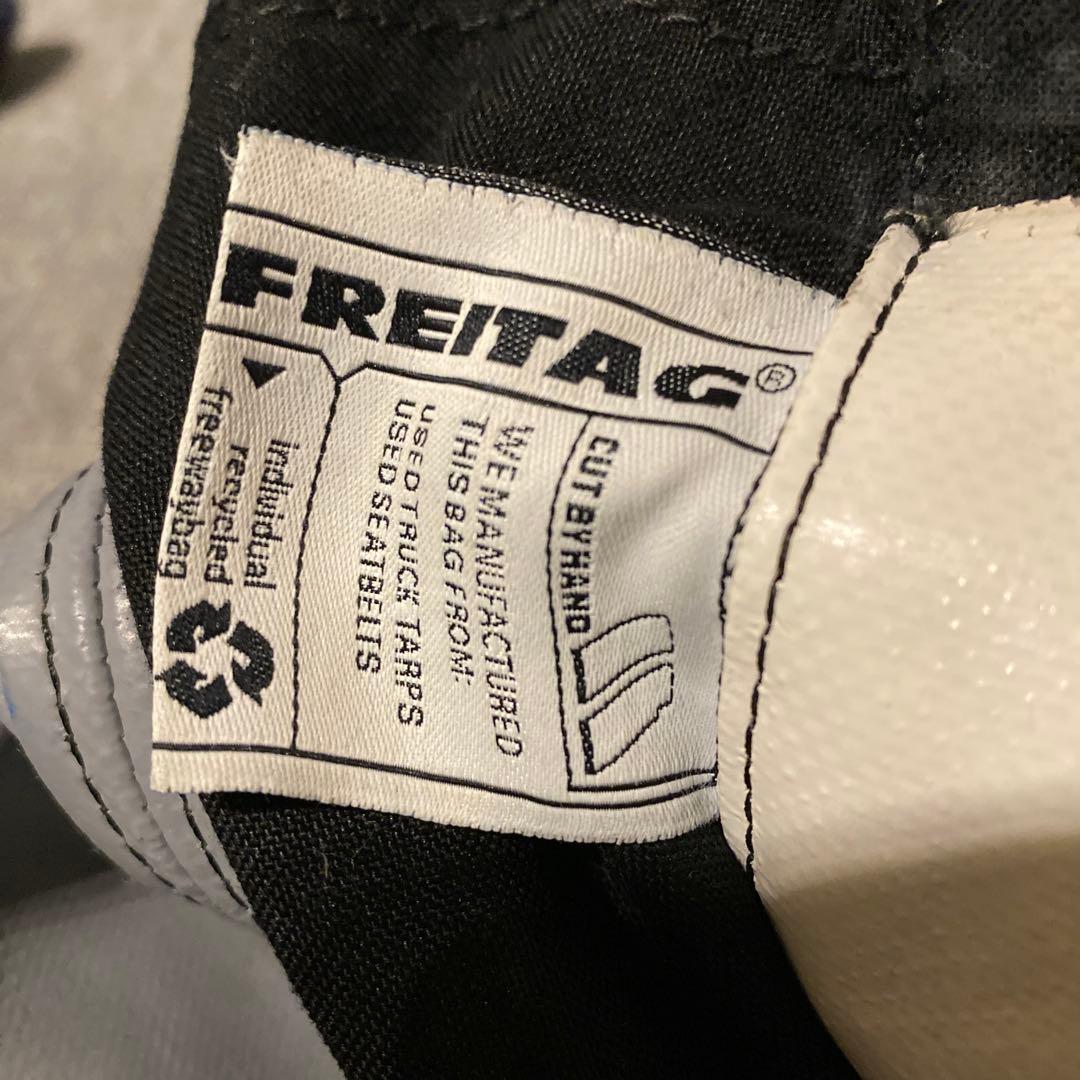 FREITAG®
individual
recycled
freewaybag
WE MANUFACTURED
THIS BAG FROM:
USED TRUCK TARPS
USED SEATBELTS
CUT BY HAND